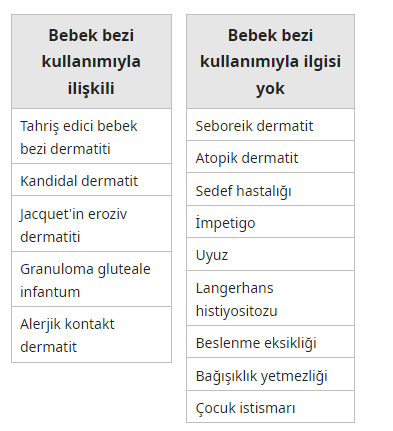 Bebek bezi
kullanımıyla
ilişkili
Tahriş edici bebek
bezi dermatiti
Kandidal dermatit
Jacquet'in eroziv
dermatiti
Granuloma gluteale
infantum
Alerjik kontakt
dermatit
Bebek bezi
kullanımıyla ilgisi
yok
Seboreik dermatit
Atopik dermatit
Sedef hastalığı
İmpetigo
Uyuz
Langerhans
histiyositozu
Beslenme eksikliği
Bağışıklık yetmezliği
Çocuk istismarı